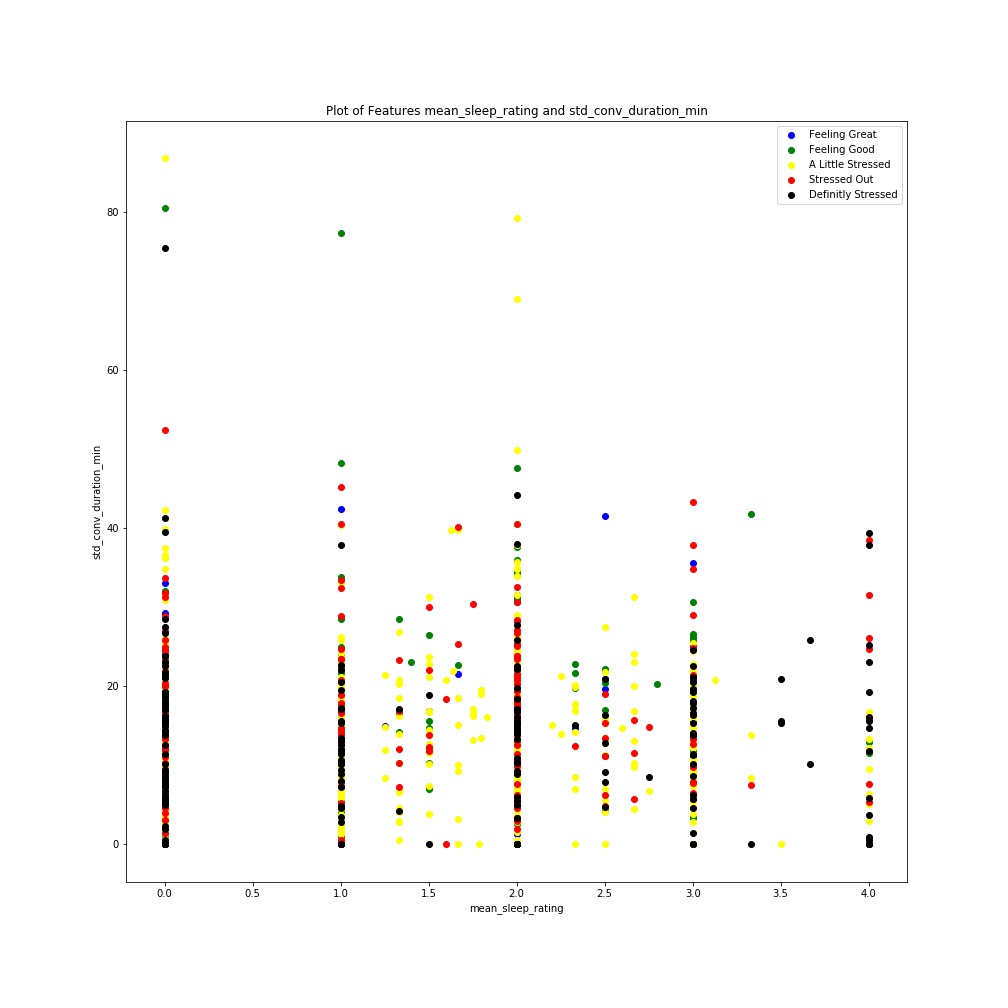 Plot of Features mean_sleep_rating and std_conv_duration_min
Feeling Great
Feeling Good
A Little Stressed
Stressed Out
Definitly Stressed
80
60
40
20
0
std_conv_duration_min
0.0 0.5 1.0 1.5 2.0 2.5 3.0 3.5 4.0
mean_sleep_rating